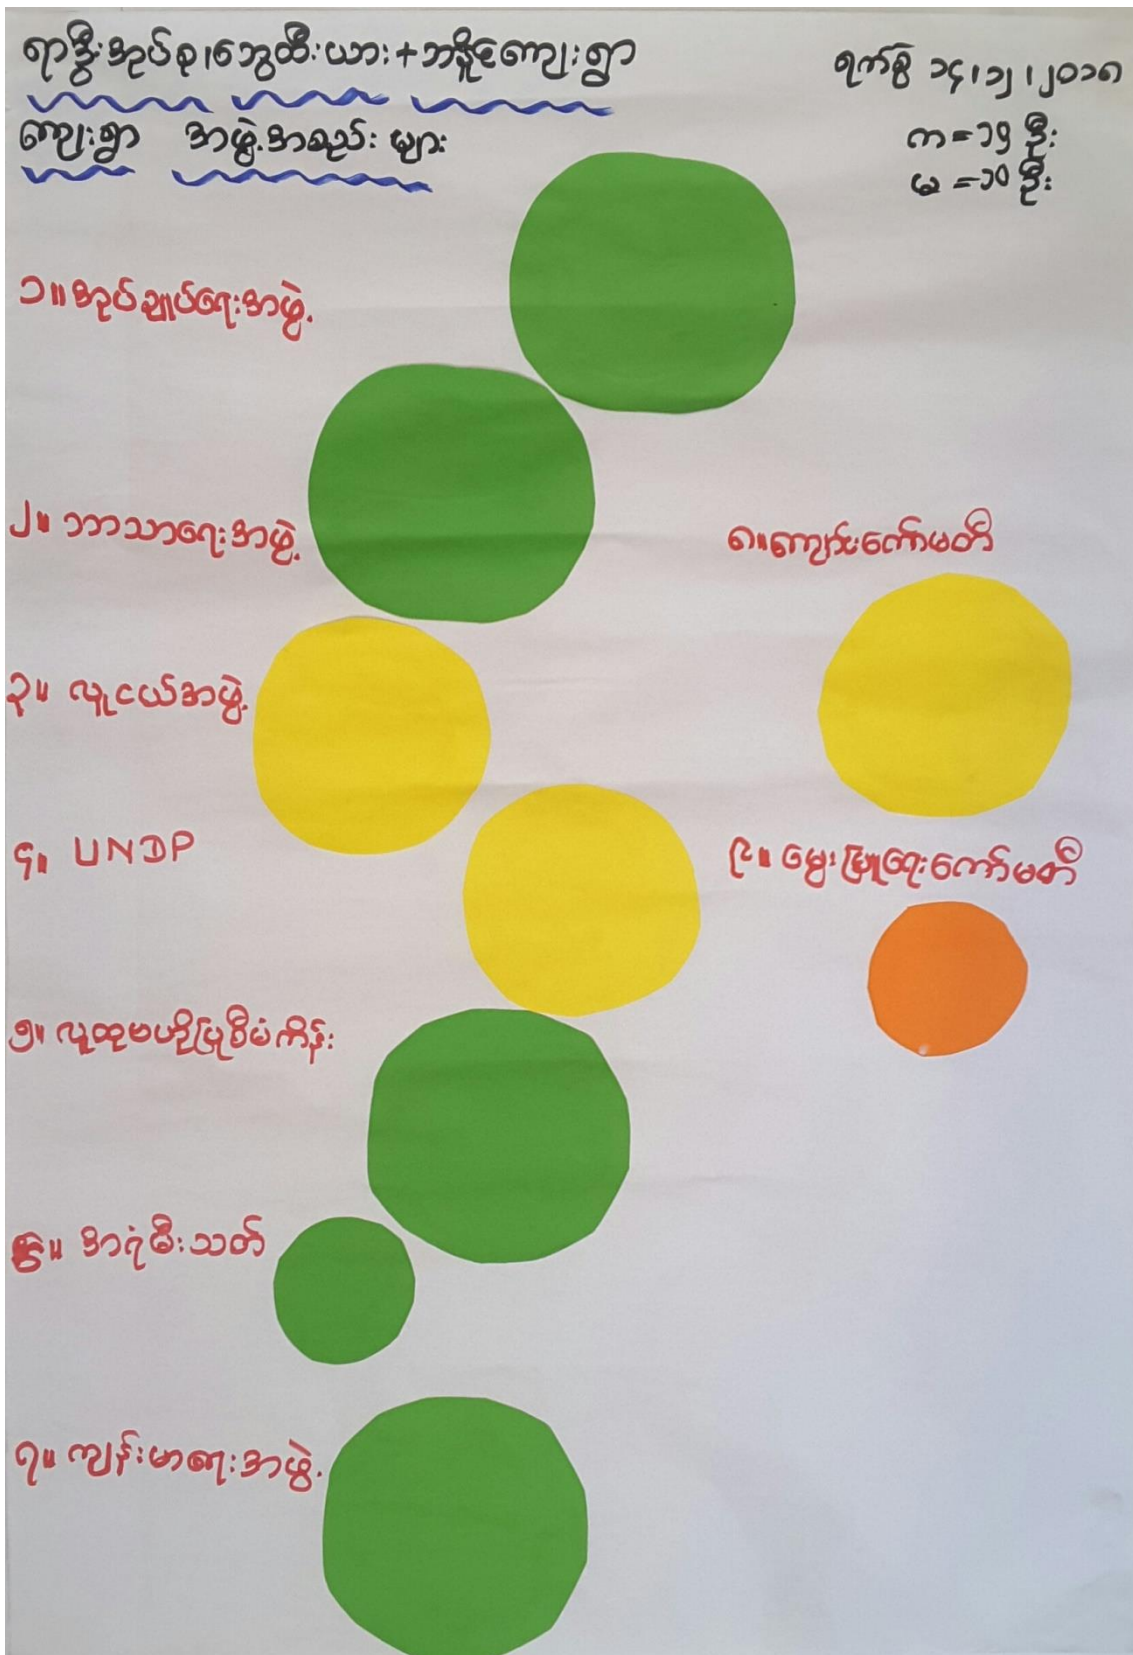 ရာဒီးအုပ်စု၊ ဘွေထီးယား+ဘနိူင်ကျေးရွာ
ကျေးရွာ အဖွဲ့အစည်းများ
ရက်စွဲ ၁၄၊၁၂၊၂၀၁၈
က=၁၅ ဦး
မ=၁၀ ဦး
၁။ အုပ်ချုပ်ရေးအဖွဲ့
၂။ ဘာသာရေးအဖွဲ့
၃။ လူငယ်အဖွဲ့
၄။ UNDP
၅။ လူထုဗဟိုပြုစီမံကိန်း
၆။ အရံမီးသတ်
၇။ ကျန်းမာရေးအဖွဲ့
၈။ ကျောင်းကော်မတီ
၉။ မွေးမြူရေးကော်မတီ